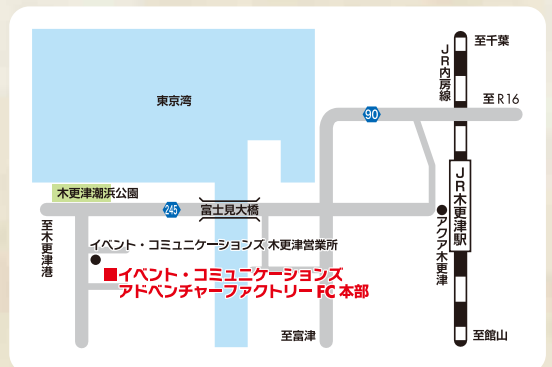 至千葉
JR内房線
至R16
90
東京湾
木更津潮浜公園
245
富士見大橋
JR木更津駅
アクア木更津
至木更津港
イベント・コミュニケーションズ 木更津営業所
イベント・コミュニケーションズ
アドベンチャーファクトリーFC本部
至富津
至館山